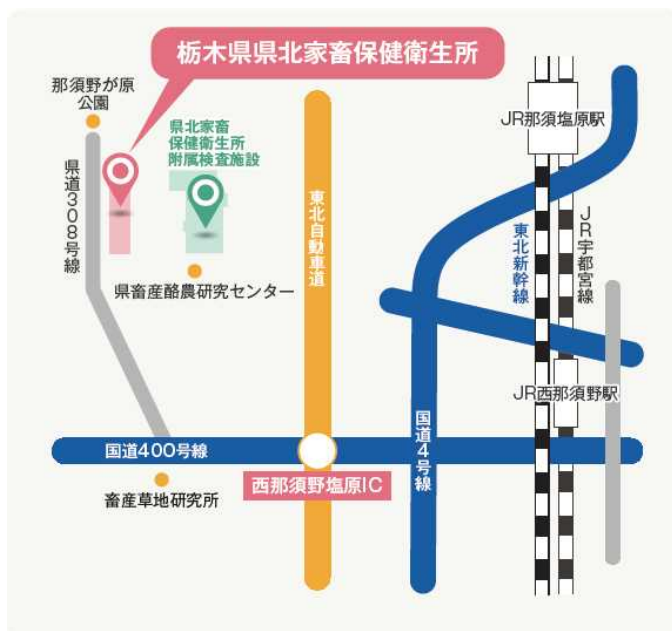 栃木県県北家畜保健衛生所
那須野が原
公園
県北家畜
保健衛生所
附属検査施設
県道308号線
県畜産酪農研究センター
東北自動車道
JR那須塩原駅
東北新幹線
JR宇都宮線
JR西那須野駅
国道4号線
国道400号線
西那須野塩原IC
畜産草地研究所